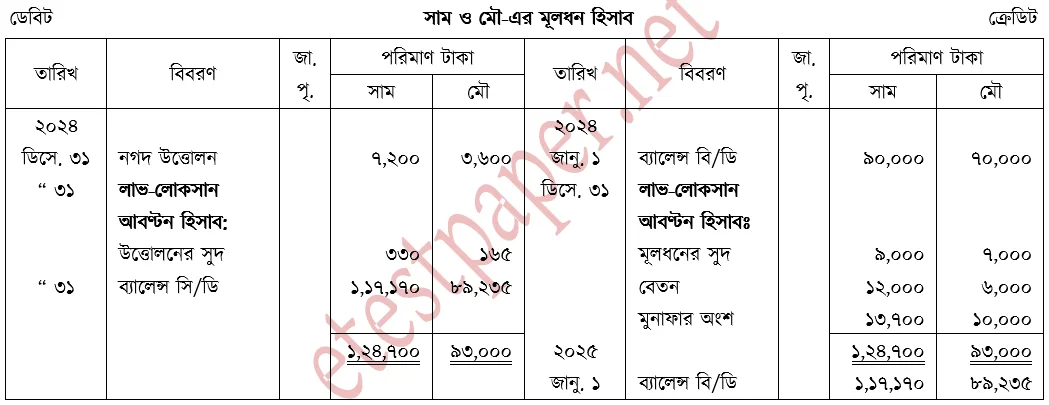 ডেবিট সাম ও মৌ-এর মূলধন হিসাব ক্রেডিট
তারিখ বিবরণ জা. পৃ. পরিমাণ টাকা তারিখ বিবরণ জা. পৃ. পরিমাণ টাকা
সাম মৌ সাম মৌ
২০২৪ ২০২৪
ডিসে. ৩১ নগদ উত্তোলন ৭,২০০ ৩,৬০০ জানু. ১ ব্যালেন্স বি/ডি ৯০,০০০ ৭০,০০০
“ ৩১ লাভ-লোকসান ডিসে. ৩১ লাভ-লোকসান
আবণ্টন হিসাব: আবণ্টন হিসাবঃ
উত্তোলনের সুদ ৩৩০ ১৬৫ মূলধনের সুদ ৯,০০০ ৭,০০০
“ ৩১ ব্যালেন্স সি/ডি ১,১৭,১৭০ ৮৯,২৩৫ বেতন ১২,০০০ ৬,০০০
মুনাফার অংশ ১৩,৭০০ ১০,০০০
১,২৪,৭০০ ৯৩,০০০ ২০২৫ ১,২৪,৭০০ ৯৩,০০০
জানু. ১ ব্যালেন্স বি/ডি ১,১৭,১৭০ ৮৯,২৩৫
etestpaper.net